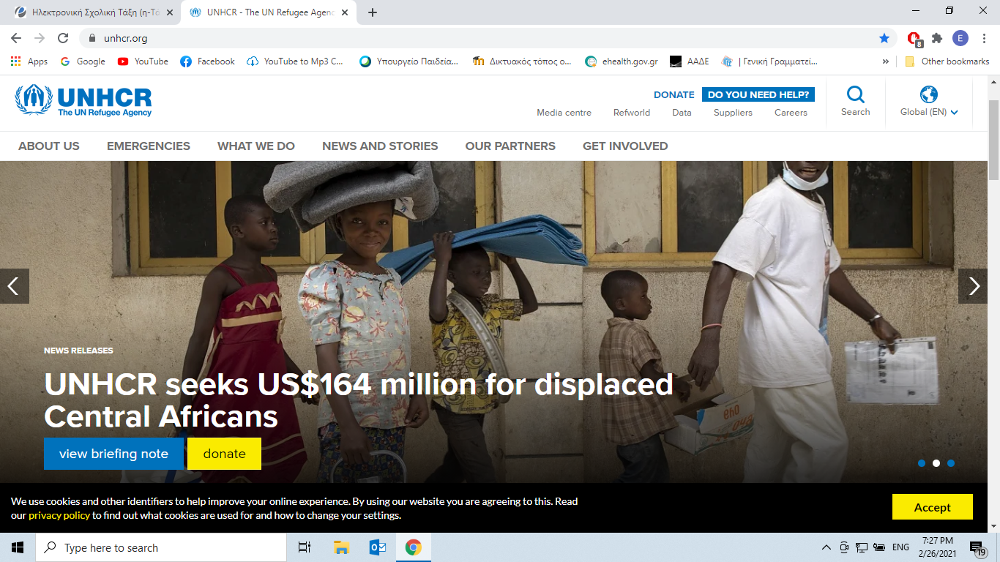 Ηλεκτρονική Σχολική Τάξη (η-Τά
UNHCR - The UN Refugee Agenc
unhcr.org
8
E
Apps
Google
YouTube
Facebook
YouTube to Mp3 C...
Υπουργείο Παιδεία...
Δικτυακός τόπος ο...
ehealth.gov.gr
ΑΑΔΕ
| Γενική Γραμματεί...
»
Other bookmarks
UNHCR
The UN Refugee Agency
DONATE
DO YOU NEED HELP?
Media centre
Refworld
Data
Suppliers
Careers
Search
Global (EN)
ABOUT US
EMERGENCIES
WHAT WE DO
NEWS AND STORIES
OUR PARTNERS
GET INVOLVED
NEWS RELEASES
UNHCR seeks US$164 million for displaced
Central Africans
view briefing note
donate
We use cookies and other identifiers to help improve your online experience. By using our website you are agreeing to this. Read
our privacy policy to find out what cookies are used for and how to change your settings.
Accept
Type here to search
ENG
7:27 PM
2/26/2021
19